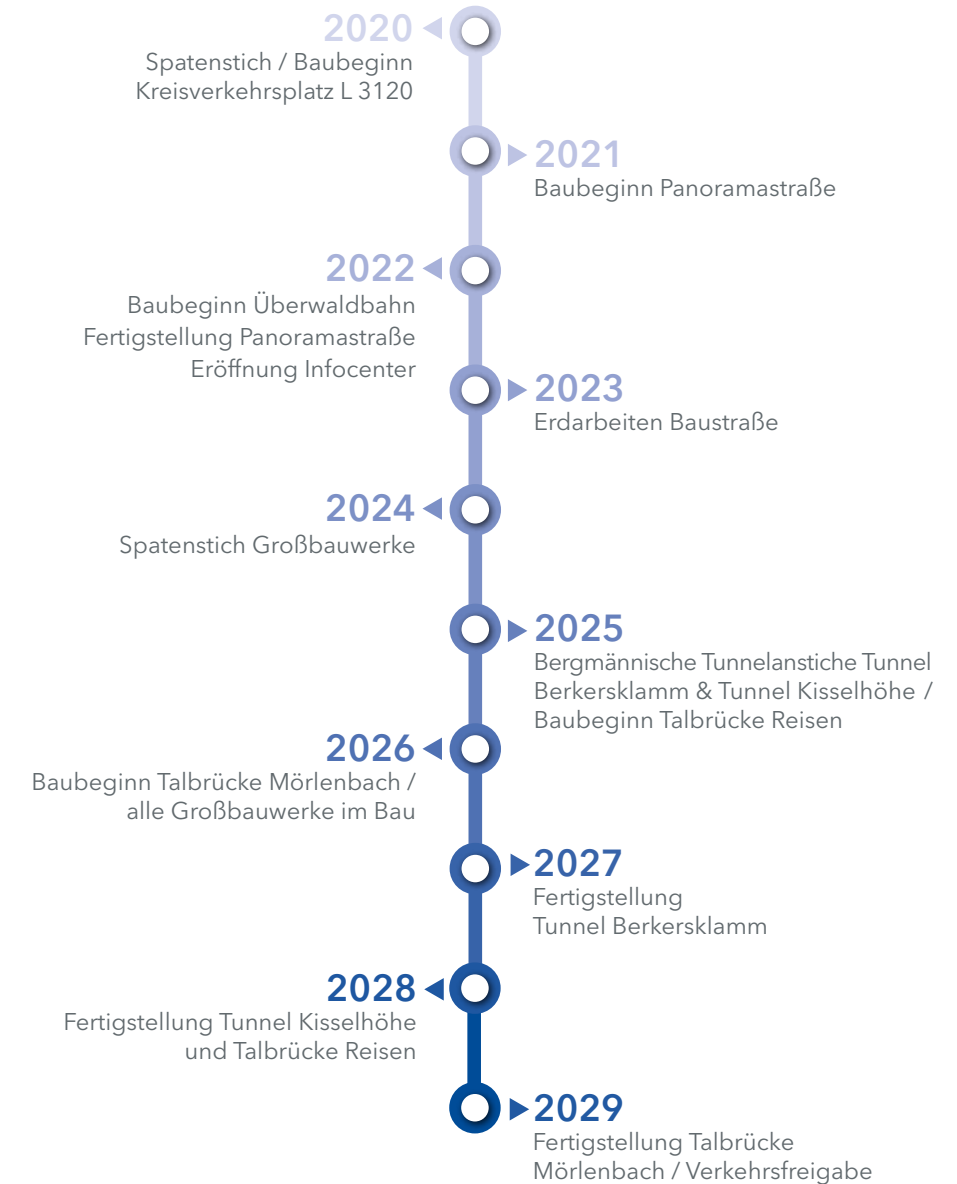 2020
Spatenstich / Baubeginn
Kreisverkehrsplatz L 3120
2021
Baubeginn Panoramastraße
2022
Baubeginn Überwaldbahn
Fertigstellung Panoramastraße
Eröffnung Infocenter
2023
Erdarbeiten Baustraße
2024
Spatenstich Großbauwerke
2025
Bergmännische Tunnelanstiche Tunnel
Berkersklamm & Tunnel Kisselhöhe /
Baubeginn Talbrücke Reisen
2026
Baubeginn Talbrücke Mörlenbach /
alle Großbauwerke im Bau
2027
Fertigstellung
Tunnel Berkersklamm
2028
Fertigstellung Tunnel Kisselhöhe
und Talbrücke Reisen
2029
Fertigstellung Talbrücke
Mörlenbach / Verkehrsfreigabe